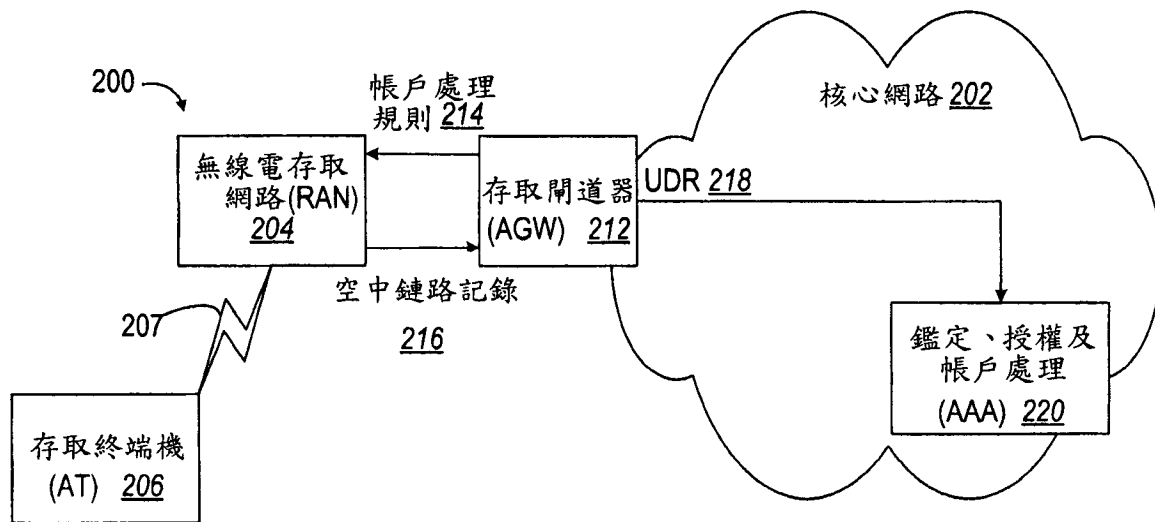 200
帳戶處理
規則 214
核心網路 202
無線電存取
網路(RAN)
204
存取閘道器
(AGW) 212
UDR 218
空中鏈路記錄
216
207
鑑定、授權及
帳戶處理
(AAA) 220
存取終端機
(AT) 206